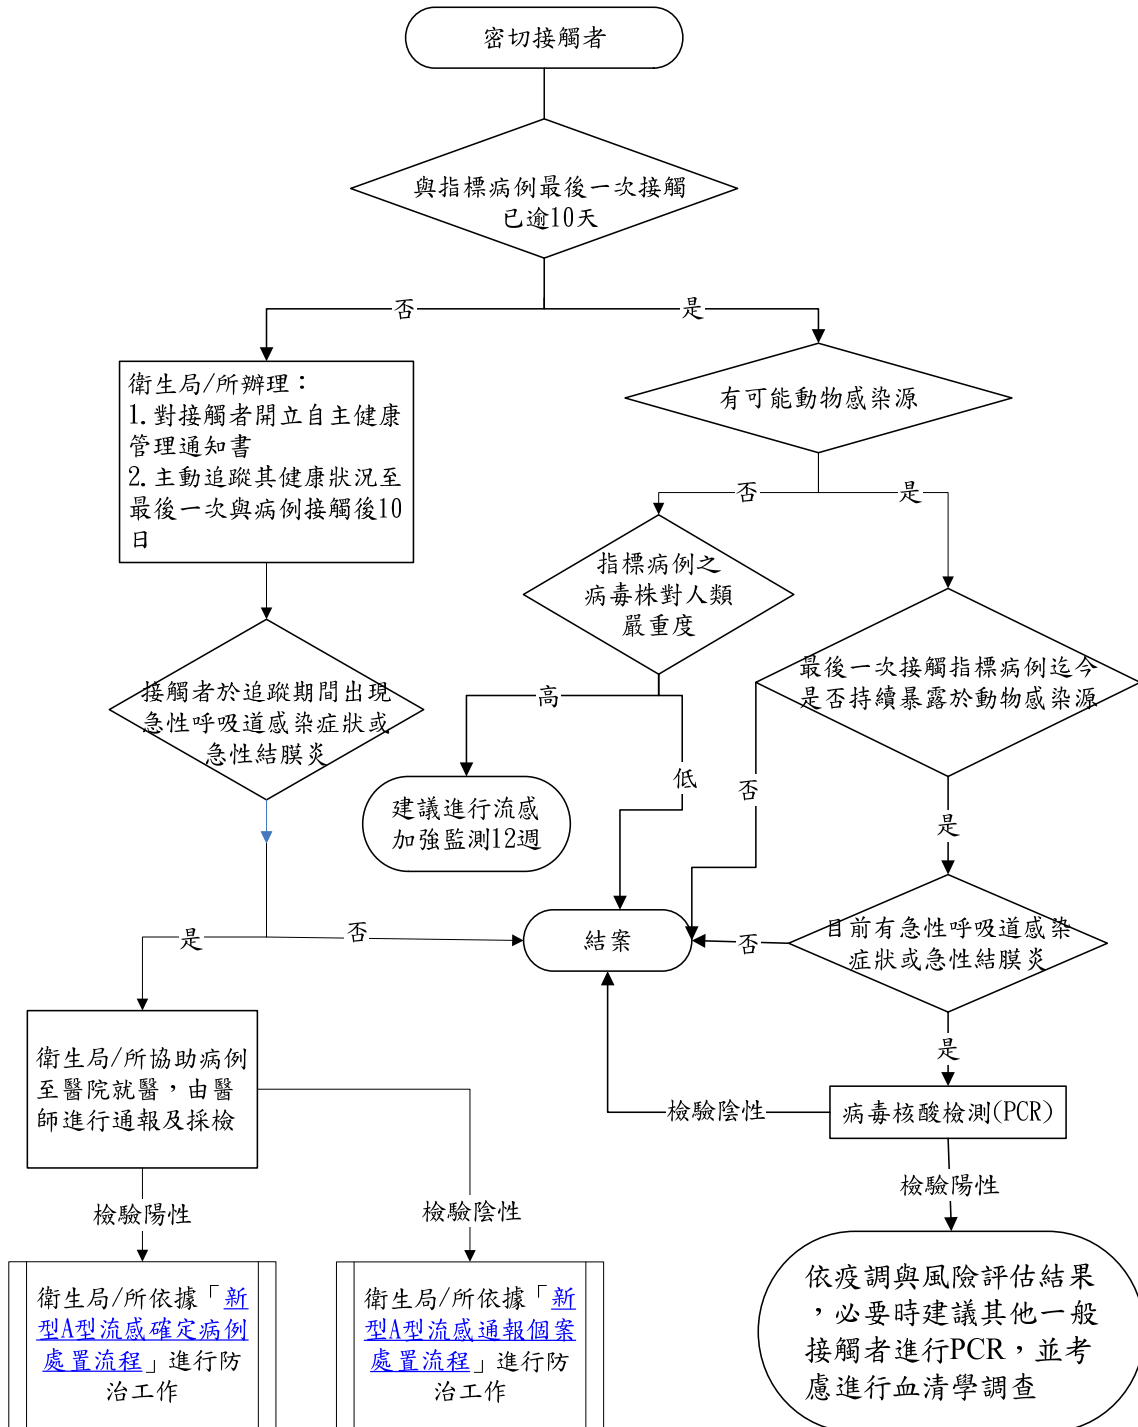 密切接觸者
與指標病例最後一次接觸
已逾10天
否
是
衛生局/所辦理：
1.對接觸者開立自主健康
管理通知書
2.主動追蹤其健康狀況至
最後一次與病例接觸後10
日
有可能動物感染源
否
是
指標病例之
病毒株對人類
嚴重度
最後一次接觸指標病例迄今
是否持續暴露於動物感染源
接觸者於追蹤期間出現
急性呼吸道感染症狀或
急性結膜炎
高
低
否
建議進行流感
加強監測12週
是
目前有急性呼吸道感染
症狀或急性結膜炎
是
否
結案
否
衛生局/所協助病例
至醫院就醫，由醫
師進行通報及採檢
是
檢驗陰性
病毒核酸檢測(PCR)
檢驗陽性
檢驗陰性
檢驗陽性
衛生局/所依據「新
型A型流感確定病例
處置流程」進行防
治工作
衛生局/所依據「新
型A型流感通報個案
處置流程」進行防
治工作
依疫調與風險評估結果
，必要時建議其他一般
接觸者進行PCR，並考
慮進行血清學調查